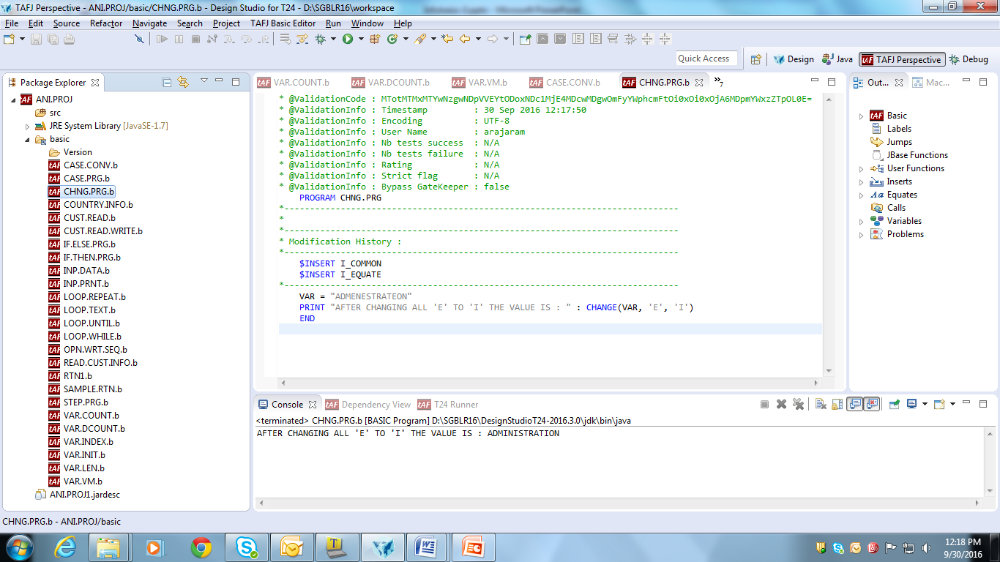 TAFJ Perspective - ANI.PROJ/basic/CHNG.PRG.b - Design Studio for T24 - D:\SGBLR16\workspace
File Edit Source Refactor Navigate Search Project TAFJ Basic Editor Run Window Help
Quick Access
Design
Java
TAFJ Perspective
Debug
Package Explorer
ANI.PROJ
src
JRE System Library [JavaSE-1.7]
basic
Version
CASE.CONV.b
CASE.PRG.b
CHNG.PRG.b
COUNTRY.INFO.b
CUST.READ.b
CUST.READ.WRITE.b
IF.ELSE.PRG.b
IF.THEN.PRG.b
INP.DATA.b
INP.PRNT.b
LOOP.REPEAT.b
LOOP.TEXT.b
LOOP.UNTIL.b
LOOP.WHILE.b
OPN.WRT.SEQ.b
READ.CUST.INFO.b
RTN1.b
SAMPLE.RTN.b
STEP.PRG.b
VAR.COUNT.b
VAR.DCOUNT.b
VAR.INDEX.b
VAR.INIT.b
VAR.LEN.b
VAR.VM.b
ANI.PROJ1.jardesc
VAR.COUNT.b VAR.DCOUNT.b VAR.VM.b CASE.CONV.b CHNG.PRG.b »7
* @ValidationCode : MTotMTMxMTYwNzgwNDpVVEYtODoxNDc1MjE4MDcwMDgwOmFyYWphcmFtOi0xOi0xOjA6MDpmYWxzZTpOL0E=
* @ValidationInfo : Timestamp : 30 Sep 2016 12:17:50
* @ValidationInfo : Encoding : UTF-8
* @ValidationInfo : User Name : arajaram
* @ValidationInfo : Nb tests success : N/A
* @ValidationInfo : Nb tests failure : N/A
* @ValidationInfo : Rating : N/A
* @ValidationInfo : Strict flag : N/A
* @ValidationInfo : Bypass GateKeeper : false
PROGRAM CHNG.PRG
*-----------------------------------------------------------------------------
*
*-----------------------------------------------------------------------------
* Modification History :
*-----------------------------------------------------------------------------
$INSERT I_COMMON
$INSERT I_EQUATE
*-----------------------------------------------------------------------------
VAR = "ADMENESTRATEON"
PRINT "AFTER CHANGING ALL 'E' TO 'I' THE VALUE IS : " : CHANGE(VAR, 'E', 'I')
END
Out... Mac...
Basic
Labels
Jumps
JBase Functions
User Functions
Inserts
Equates
Calls
Variables
Problems
Console Dependency View T24 Runner
<terminated> CHNG.PRG.b [BASIC Program] D:\SGBLR16\DesignStudioT24-2016.3.0\jdk\bin\java
AFTER CHANGING ALL 'E' TO 'I' THE VALUE IS : ADMINISTRATION
CHNG.PRG.b - ANI.PROJ/basic
12:18 PM
9/30/2016